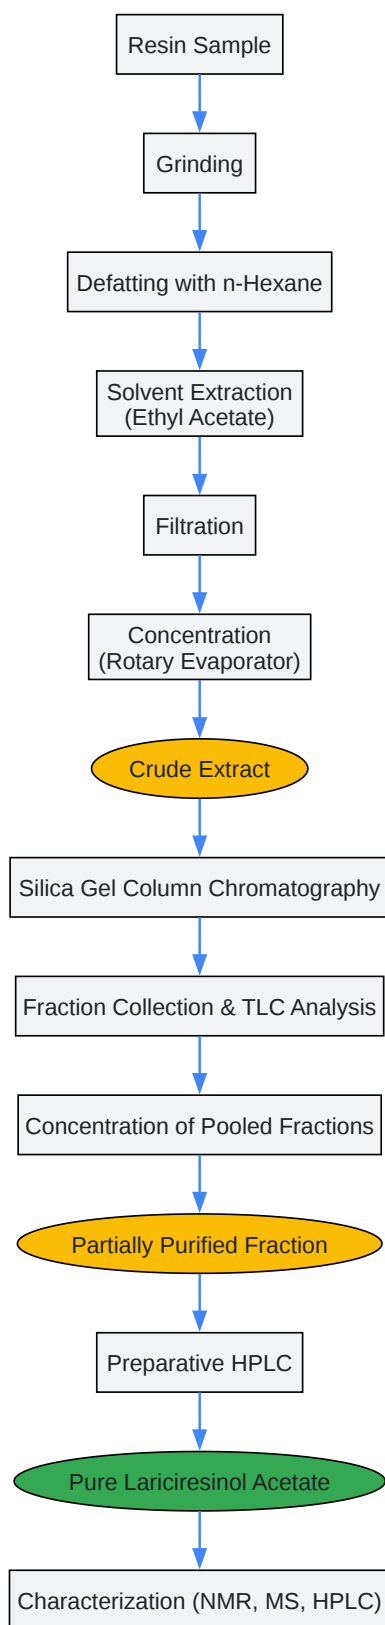 Resin Sample
Grinding
Defatting with n-Hexane
Solvent Extraction
(Ethyl Acetate)
Filtration
Concentration
(Rotary Evaporator)
Crude Extract
Silica Gel Column Chromatography
Fraction Collection & TLC Analysis
Concentration of Pooled Fractions
Partially Purified Fraction
Preparative HPLC
Pure Lariciresinol Acetate
Characterization (NMR, MS, HPLC)